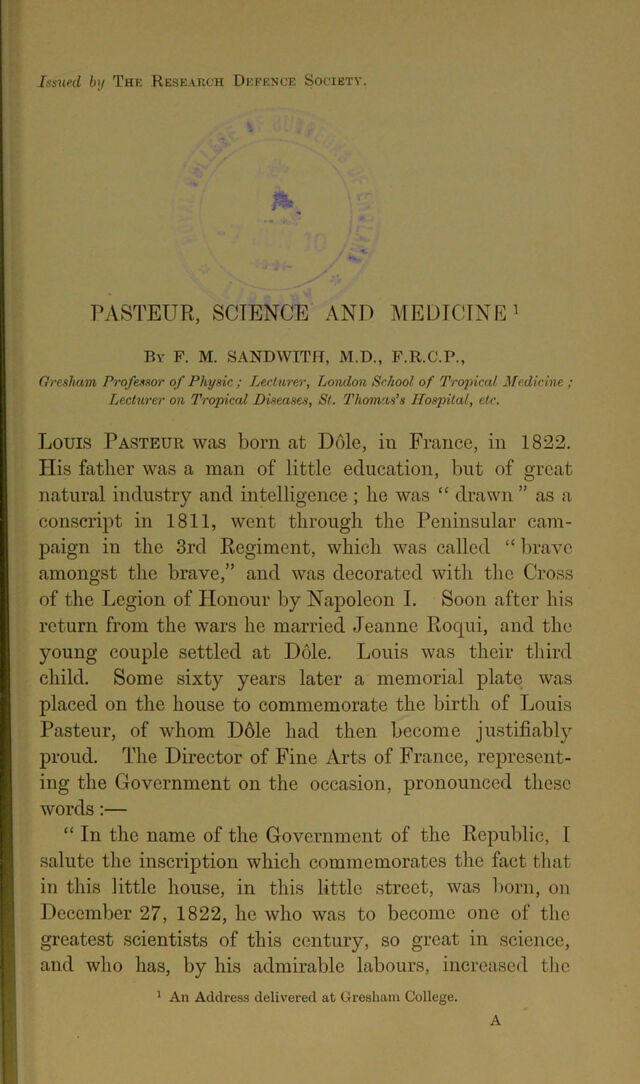 Issued by THE RESEARCH DEFENCE SOCIETY.
ROYAL COLLEGE OF SURGEONS OF ENGLAND
LIBRARY
PASTEUR, SCIENCE AND MEDICINE ¹
BY F. M. SANDWITH, M.D., F.R.C.P.,
Gresham Professor of Physic; Lecturer, London School of Tropical Medicine;
Lecturer on Tropical Diseases, St. Thomas's Hospital, etc.
LOUIS PASTEUR was born at Dôle, in France, in 1822.
His father was a man of little education, but of great
natural industry and intelligence; he was “drawn” as a
conscript in 1811, went through the Peninsular cam-
paign in the 3rd Regiment, which was called “brave
amongst the brave,” and was decorated with the Cross
of the Legion of Honour by Napoleon I. Soon after his
return from the wars he married Jeanne Roqui, and the
young couple settled at Dôle. Louis was their third
child. Some sixty years later a memorial plate was
placed on the house to commemorate the birth of Louis
Pasteur, of whom Dôle had then become justifiably
proud. The Director of Fine Arts of France, represent-
ing the Government on the occasion, pronounced these
words:—
“In the name of the Government of the Republic, I
salute the inscription which commemorates the fact that
in this little house, in this little street, was born, on
December 27, 1822, he who was to become one of the
greatest scientists of this century, so great in science,
and who has, by his admirable labours, increased the
¹ An Address delivered at Gresham College.
A